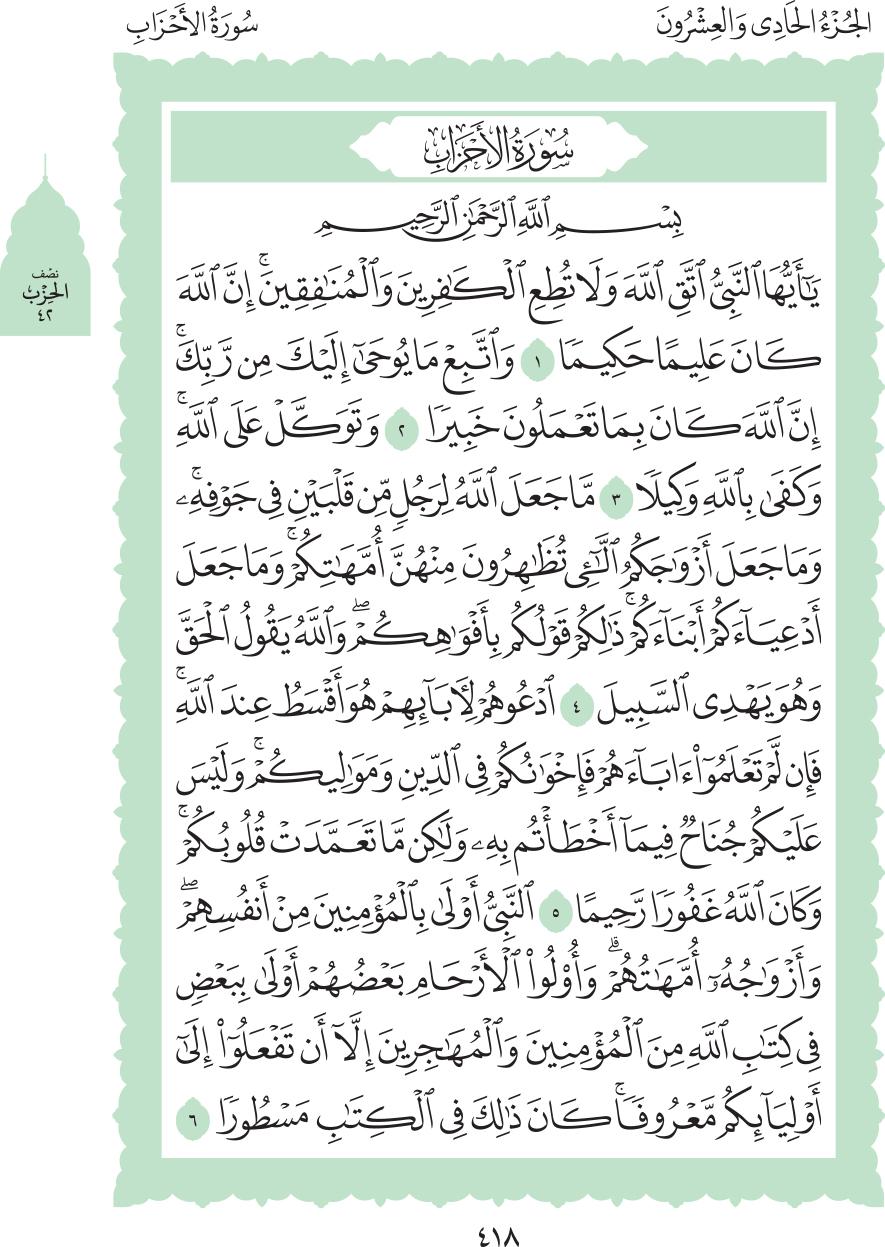 الجُزْءُ الحَادِى وَالعِشْرُونَ
سُورَةُ الأَحْزَابِ
سُورَةُ الأَحْزَابِ
نصْف
الحِزْب
٤٢
بِسْمِ ٱللَّهِ ٱلرَّحْمَٰنِ ٱلرَّحِيمِ
يَٰٓأَيُّهَا ٱلنَّبِىُّ ٱتَّقِ ٱللَّهَ وَلَا تُطِعِ ٱلْكَٰفِرِينَ وَٱلْمُنَٰفِقِينَۚ إِنَّ ٱللَّهَ
كَانَ عَلِيمًا حَكِيمًا ١ وَٱتَّبِعْ مَا يُوحَىٰٓ إِلَيْكَ مِن رَّبِّكَۚ
إِنَّ ٱللَّهَ كَانَ بِمَا تَعْمَلُونَ خَبِيرًا ٢ وَتَوَكَّلْ عَلَى ٱللَّهِۚ
وَكَفَىٰ بِٱللَّهِ وَكِيلًا ٣ مَّا جَعَلَ ٱللَّهُ لِرَجُلٍ مِّن قَلْبَيْنِ فِى جَوْفِهِۦۚ
وَمَا جَعَلَ أَزْوَٰجَكُمُ ٱلَّٰٓـِٔى تُظَٰهِرُونَ مِنْهُنَّ أُمَّهَٰتِكُمْۚ وَمَا جَعَلَ
أَدْعِيَآءَكُمْ أَبْنَآءَكُمْۚ ذَٰلِكُمْ قَوْلُكُم بِأَفْوَٰهِكُمْۖ وَٱللَّهُ يَقُولُ ٱلْحَقَّ
وَهُوَ يَهْدِى ٱلسَّبِيلَ ٤ ٱدْعُوهُمْ لِأَبَآئِهِمْ هُوَ أَقْسَطُ عِندَ ٱللَّهِۚ
فَإِن لَّمْ تَعْلَمُوٓا۟ ءَابَآءَهُمْ فَإِخْوَٰنُكُمْ فِى ٱلدِّينِ وَمَوَٰلِيكُمْۚ وَلَيْسَ
عَلَيْكُمْ جُنَاحٌ فِيمَآ أَخْطَأْتُم بِهِۦ وَلَٰكِن مَّا تَعَمَّدَتْ قُلُوبُكُمْۚ
وَكَانَ ٱللَّهُ غَفُورًا رَّحِيمًا ٥ ٱلنَّبِىُّ أَوْلَىٰ بِٱلْمُؤْمِنِينَ مِنْ أَنفُسِهِمْۖ
وَأَزْوَٰجُهُۥٓ أُمَّهَٰتُهُمْۗ وَأُو۟لُوا۟ ٱلْأَرْحَامِ بَعْضُهُمْ أَوْلَىٰ بِبَعْضٍ
فِى كِتَٰبِ ٱللَّهِ مِنَ ٱلْمُؤْمِنِينَ وَٱلْمُهَٰجِرِينَ إِلَّآ أَن تَفْعَلُوٓا۟ إِلَىٰٓ
أَوْلِيَآئِكُم مَّعْرُوفًاۚ كَانَ ذَٰلِكَ فِى ٱلْكِتَٰبِ مَسْطُورًا ٦
٤١٨